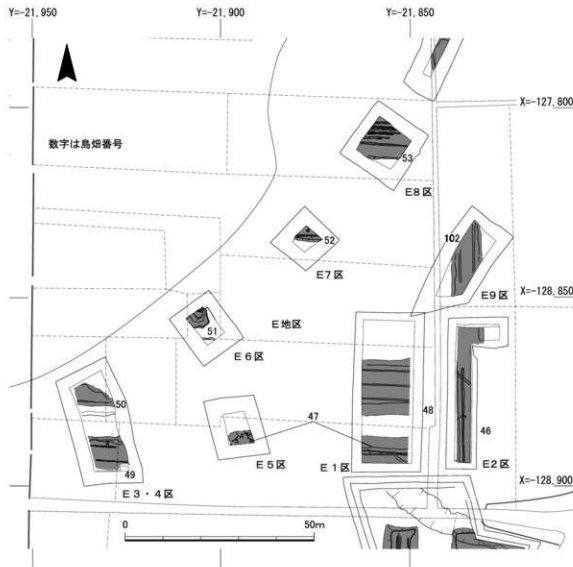 Y=-21,950
Y=-21,900
Y=-21,850
X=-127,800
数字は島畑番号
53
E8区
102
52
E7区
E9区
X=-128,850
E地区
51
E6区
50
47
48
46
49
E5区
E1区
E2区
E3・4区
X=-128,900
0
50m